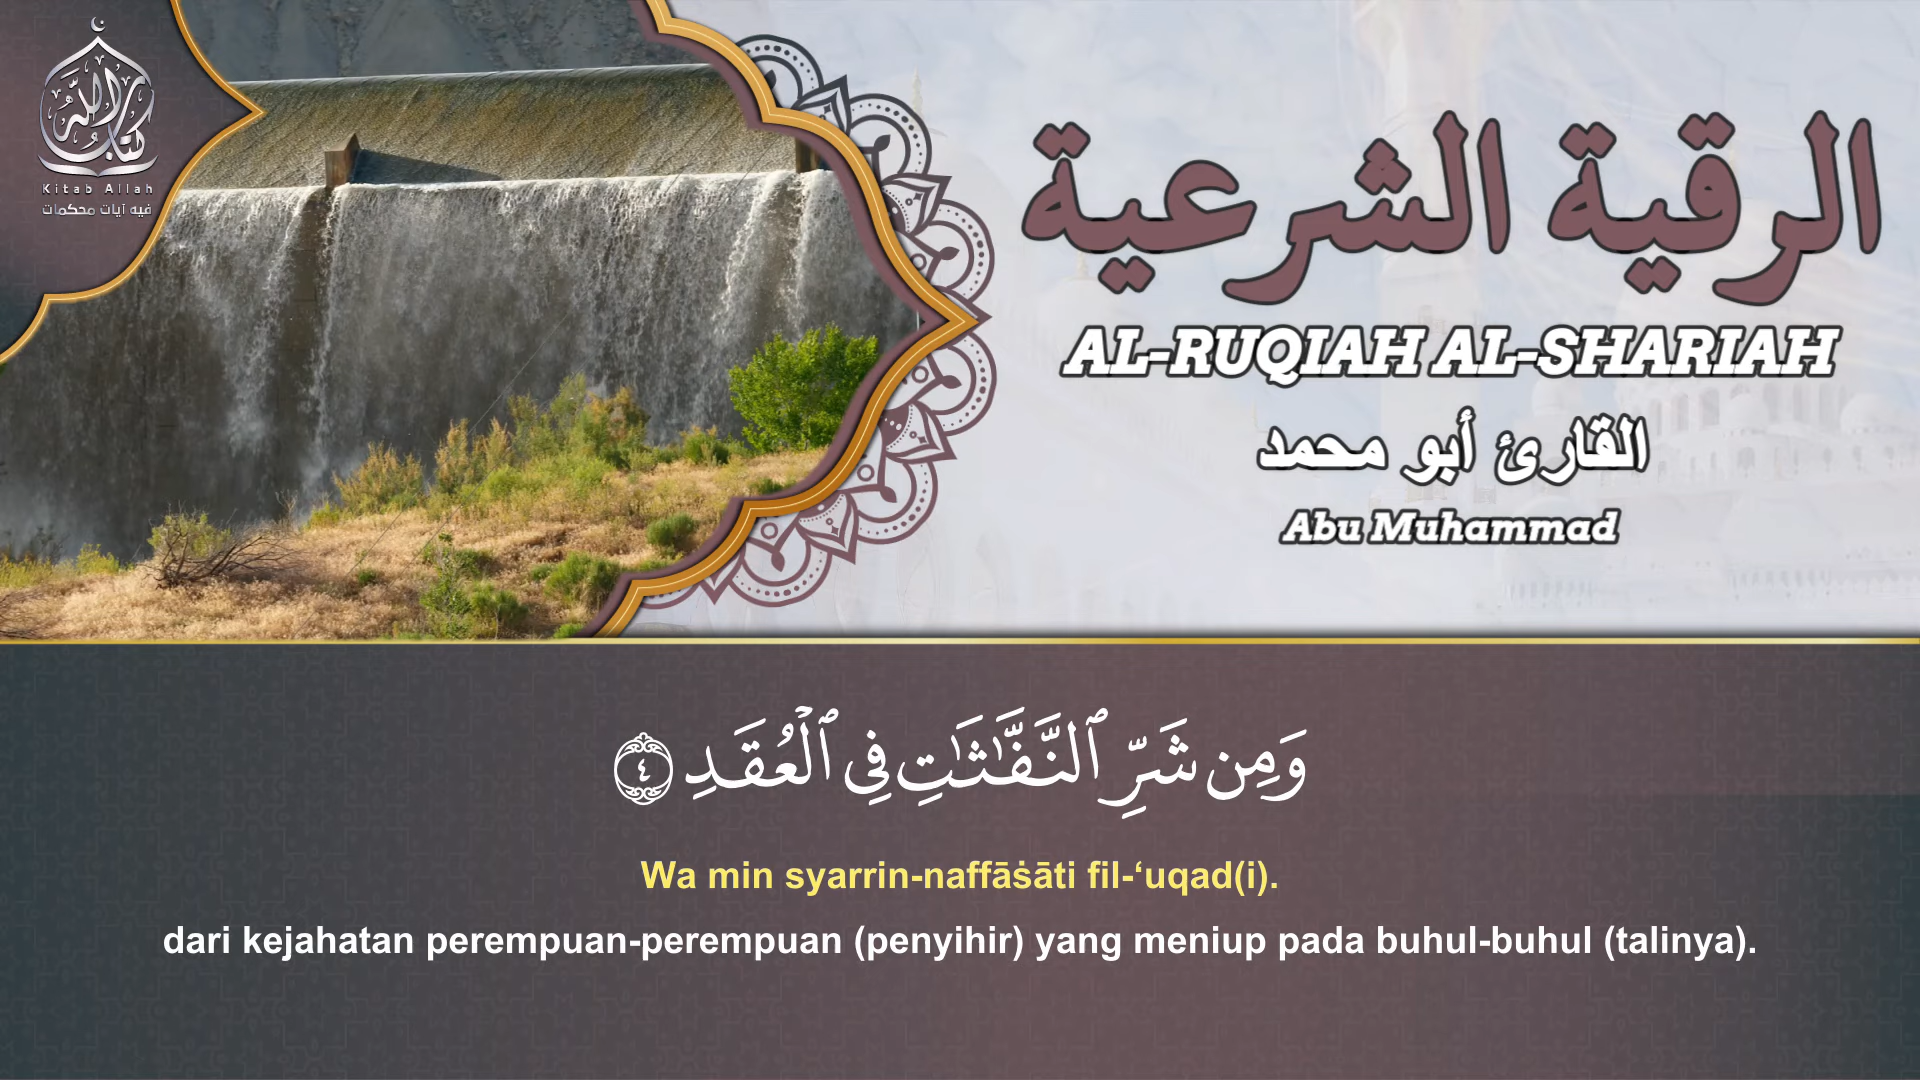 كتاب الله
Kitab Allah
فيه آيات محكمات
الرقية الشرعية
AL-RUQIAH AL-SHARIAH
القارئ أبو محمد
Abu Muhammad
وَمِن شَرِّ ٱلنَّفَّـٰثَـٰتِ فِى ٱلْعُقَدِ ٤
Wa min syarrin-naffāṡāti fil-‘uqad(i).
dari kejahatan perempuan-perempuan (penyihir) yang meniup pada buhul-buhul (talinya).